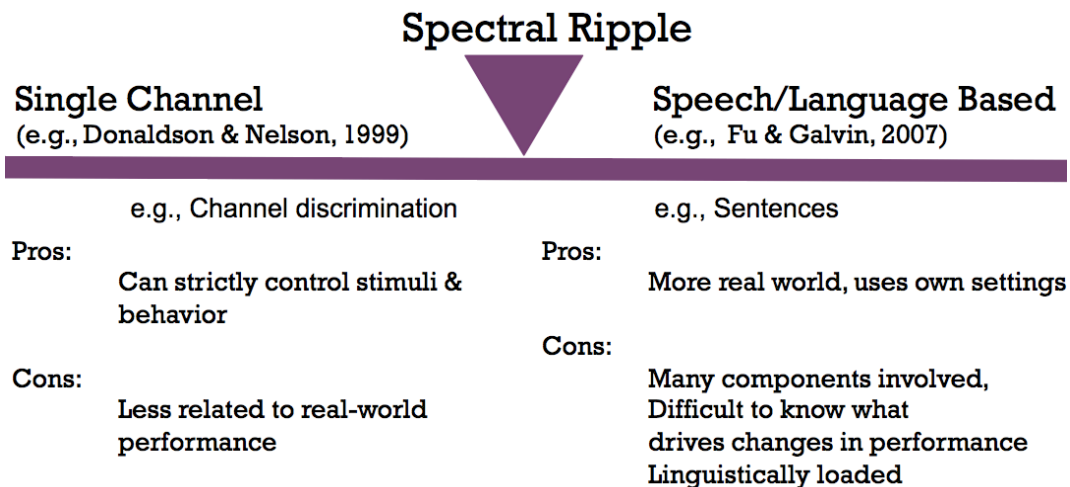 Spectral Ripple
Single Channel
(e.g., Donaldson & Nelson, 1999)
e.g., Channel discrimination
Pros:
Can strictly control stimuli &
behavior
Cons:
Less related to real-world
performance
Speech/Language Based
(e.g.,  Fu & Galvin, 2007)
e.g., Sentences
Pros:
More real world, uses own settings
Cons:
Many components involved,
Difficult to know what
drives changes in performance
Linguistically loaded